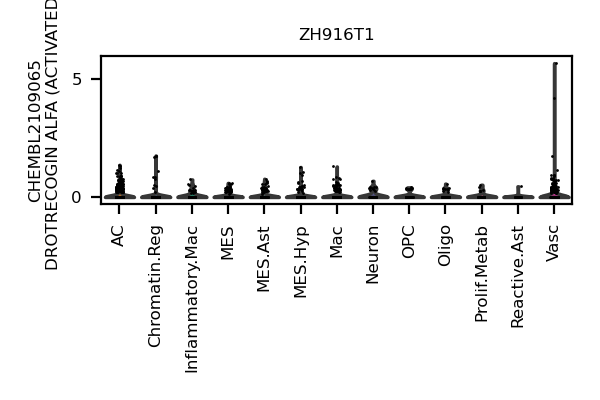 ZH916T1
CHEMBL2109065
DROTRECOGIN ALFA (ACTIVATED
5
0
AC
Chromatin.Reg
Inflammatory.Mac
MES
MES.Ast
MES.Hyp
Mac
Neuron
OPC
Oligo
Prolif.Metab
Reactive.Ast
Vasc